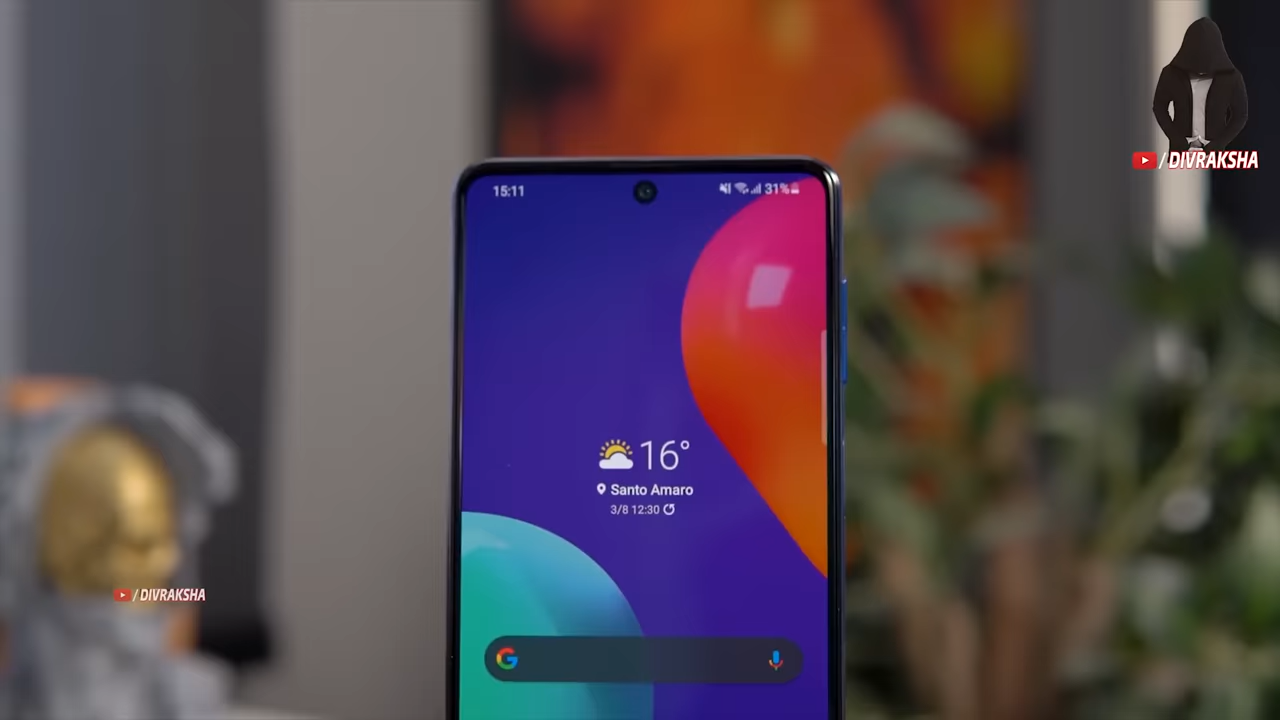 / DIVRAKSHA
15:11
31%
16°
Santo Amaro
3/8 12:30
/ DIVRAKSHA